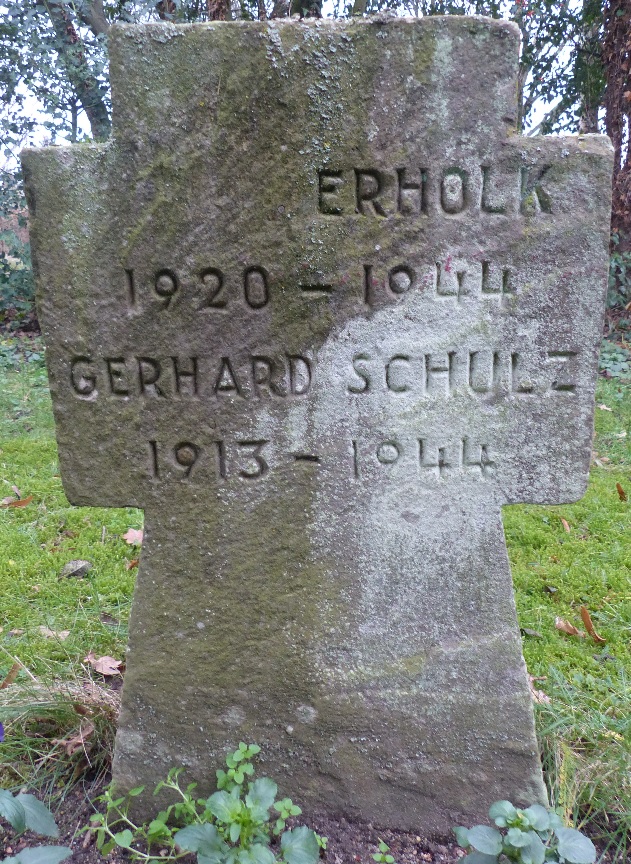 ERHOLK
1920 - 1944
GERHARD SCHULZ
1913 - 1944